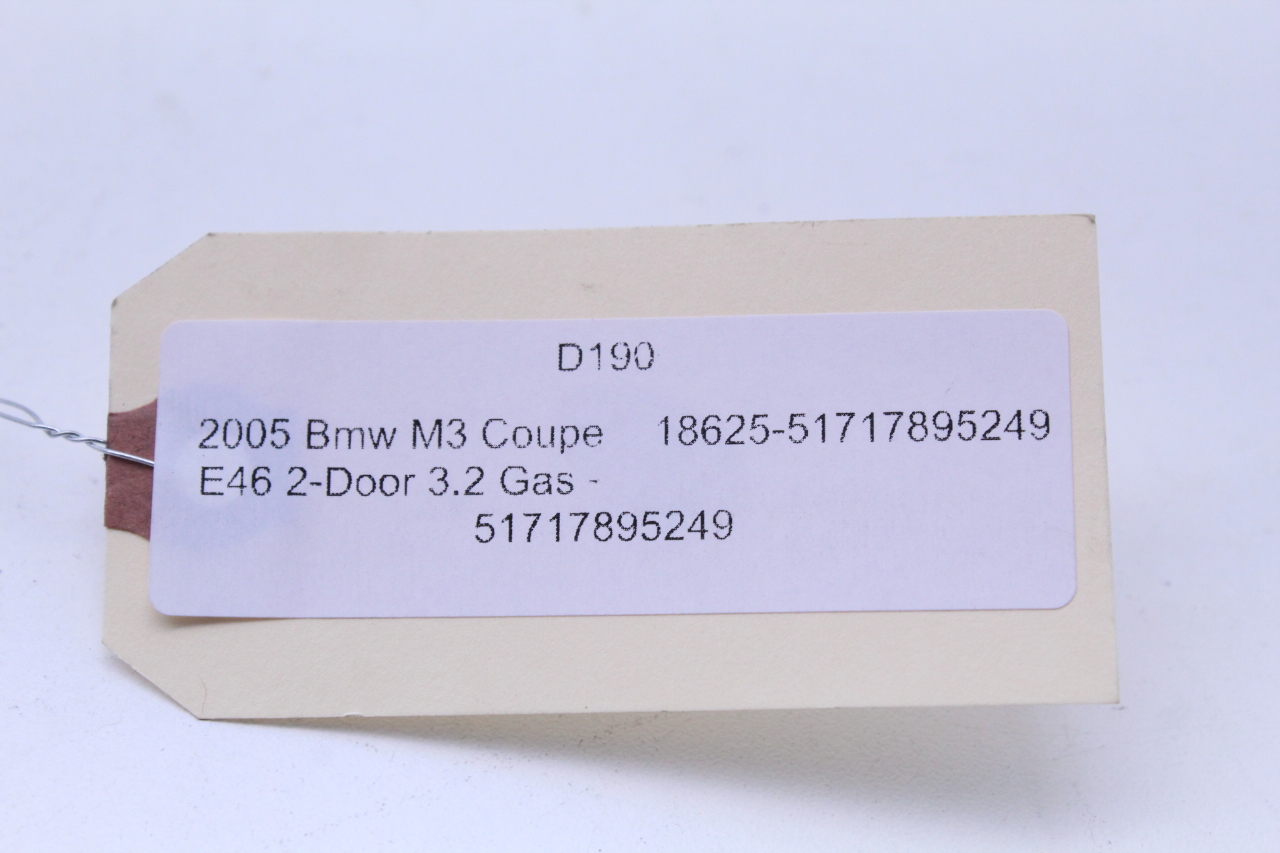 D190
2005 Bmw M3 Coupe 18625-51717895249
E46 2-Door 3.2 Gas -
51717895249